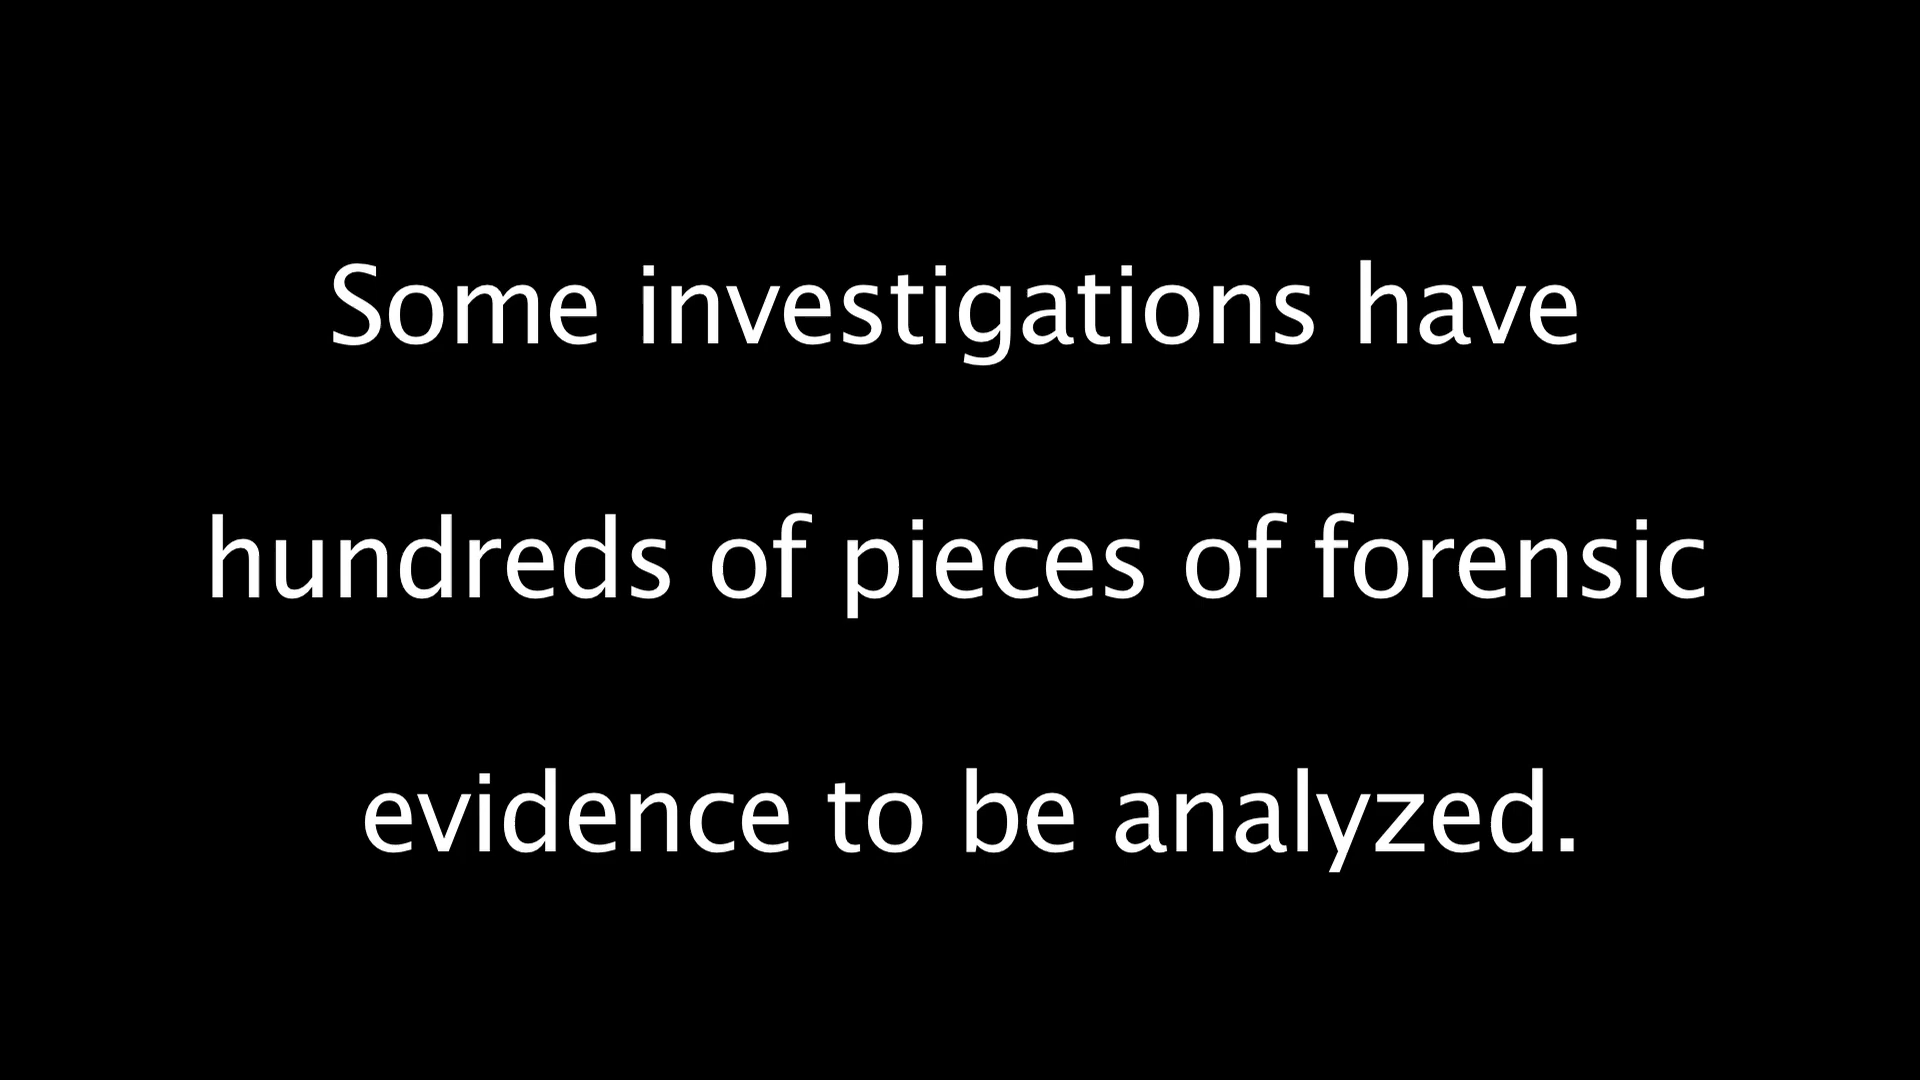 Some investigations have
hundreds of pieces of forensic
evidence to be analyzed.